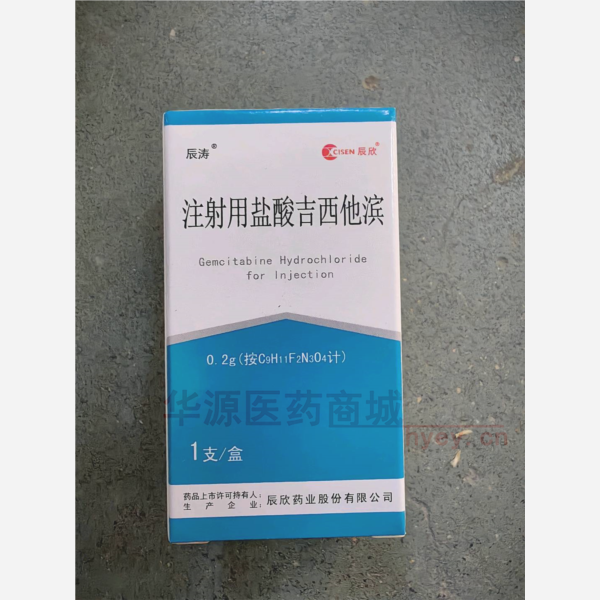 辰涛®
CISEN 辰欣®
注射用盐酸吉西他滨
Gemcitabine Hydrochloride
for Injection
0.2g(按C9H11F2N3O4计)
华源医药商城
hyey.cn
1支/盒
药品上市许可持有人:
生产企业:
辰欣药业股份有限公司